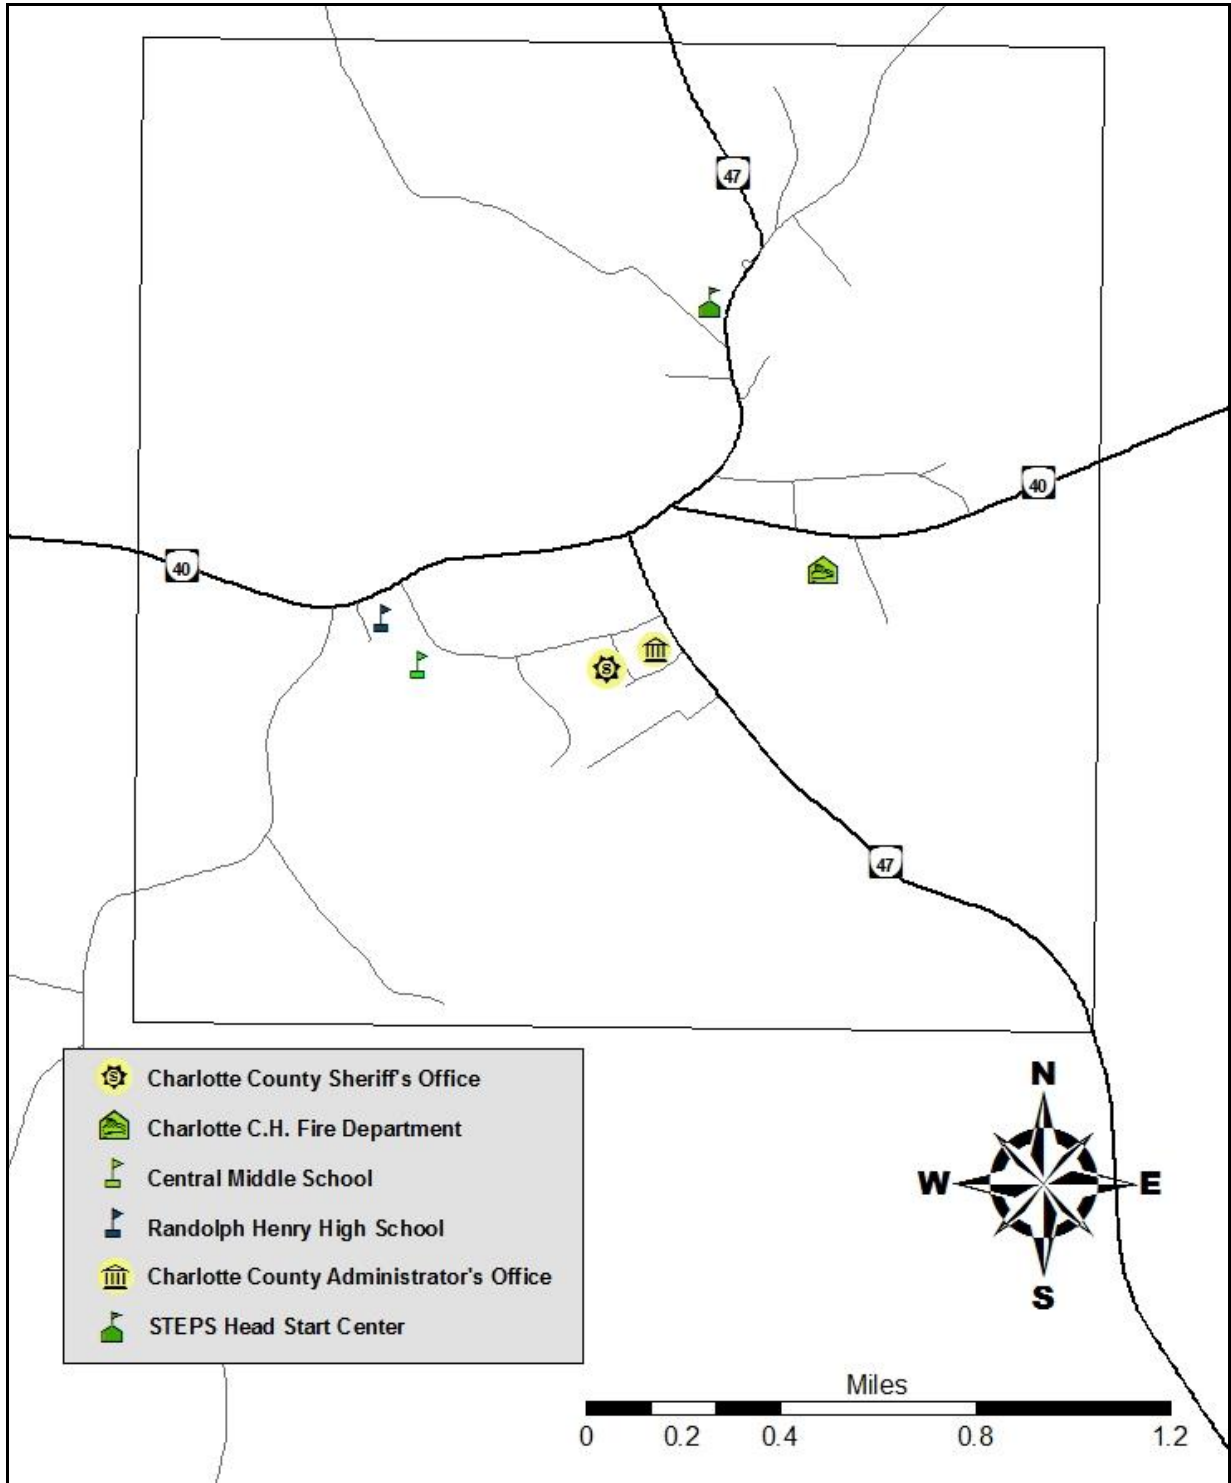 47
40
40
47
Charlotte County Sheriff's Office
Charlotte C.H. Fire Department
Central Middle School
Randolph Henry High School
Charlotte County Administrator's Office
STEPS Head Start Center
N
W E
S
Miles
0 0.2 0.4 0.8 1.2